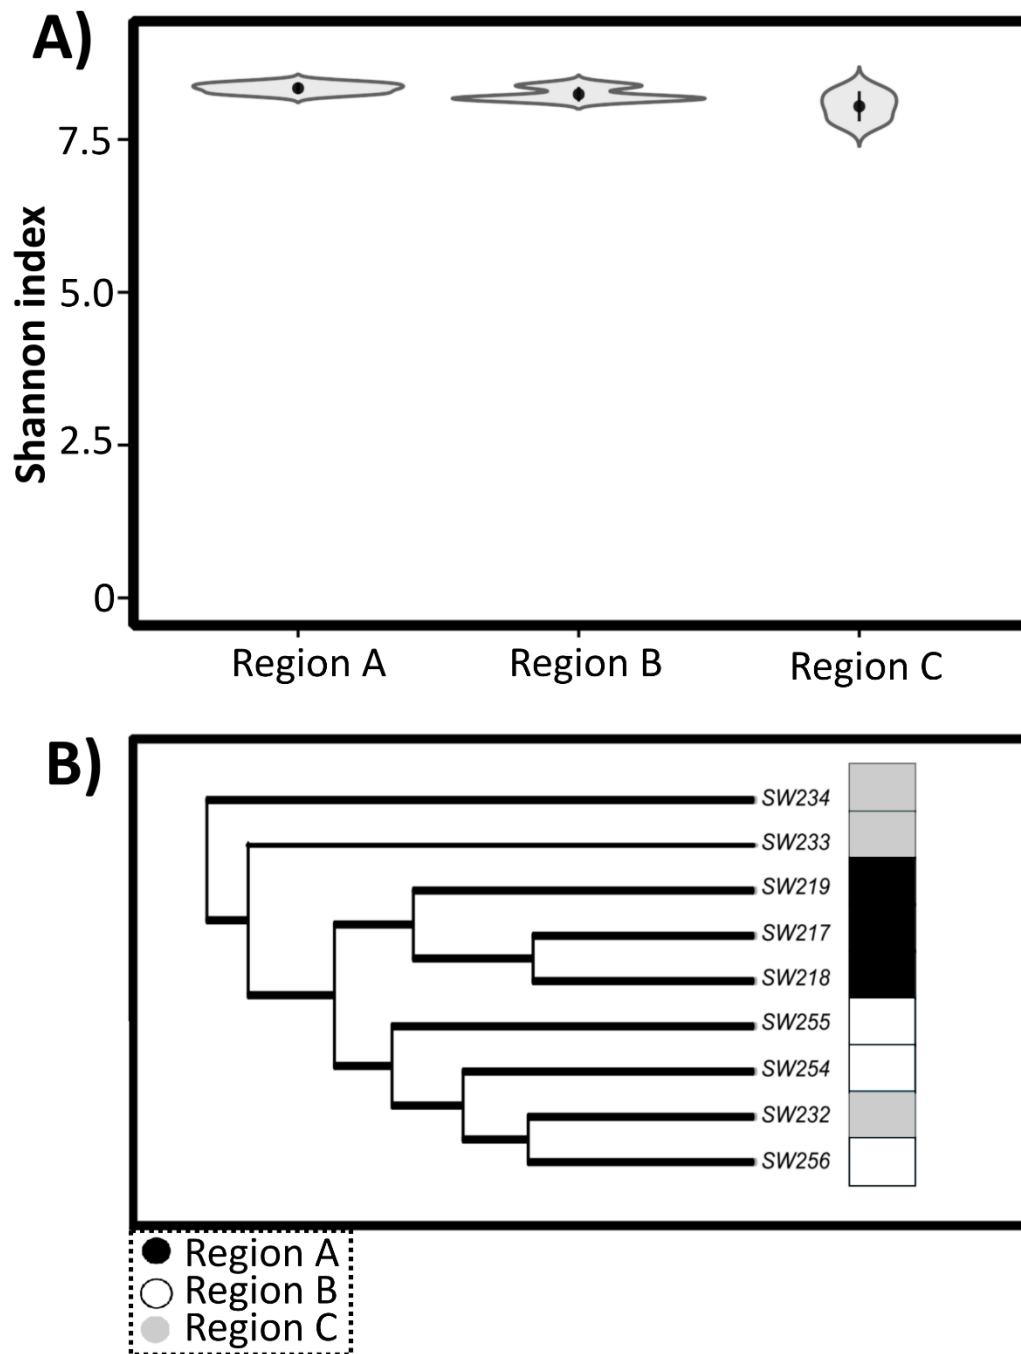 A)
Shannon index
7.5
5.0
2.5
0
Region A
Region B
Region C
B)
SW234
SW233
SW219
SW217
SW218
SW255
SW254
SW232
SW256
Region A
Region B
Region C